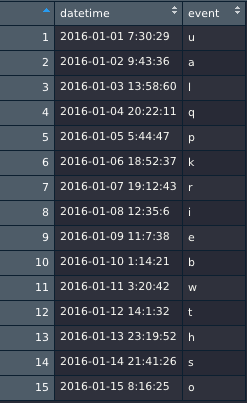 datetime event
1 2016-01-01 7:30:29 u
2 2016-01-02 9:43:36 a
3 2016-01-03 13:58:60 l
4 2016-01-04 20:22:11 q
5 2016-01-05 5:44:47 p
6 2016-01-06 18:52:37 k
7 2016-01-07 19:12:43 r
8 2016-01-08 12:35:6 i
9 2016-01-09 11:7:38 e
10 2016-01-10 1:14:21 b
11 2016-01-11 3:20:42 w
12 2016-01-12 14:1:32 t
13 2016-01-13 23:19:52 h
14 2016-01-14 21:41:26 s
15 2016-01-15 8:16:25 o